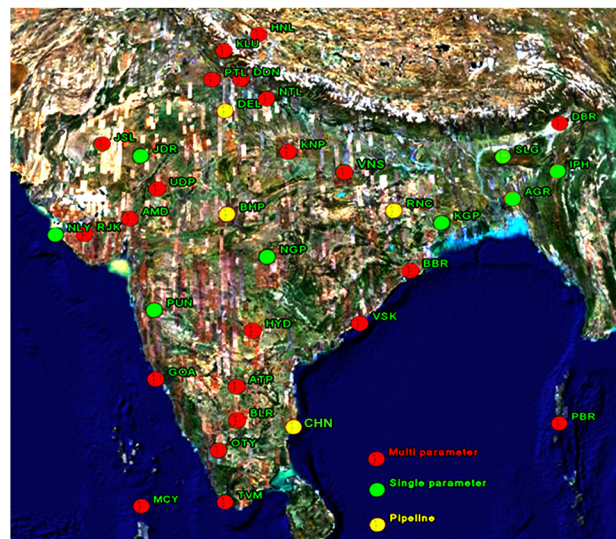 HNL
KLU
PTL DDN
NTL
DEL
DBR
JSL
JDR
KNP
SLG
IPH
VNS
UDP
AGR
AMD
BHP
RNC
KGP
NLY RJK
NGP
BBR
PUN
HYD
VSK
GOA
ATP
BLR
CHN
PBR
OTY
Multi parameter
Single parameter
MCY
TVM
Pipeline